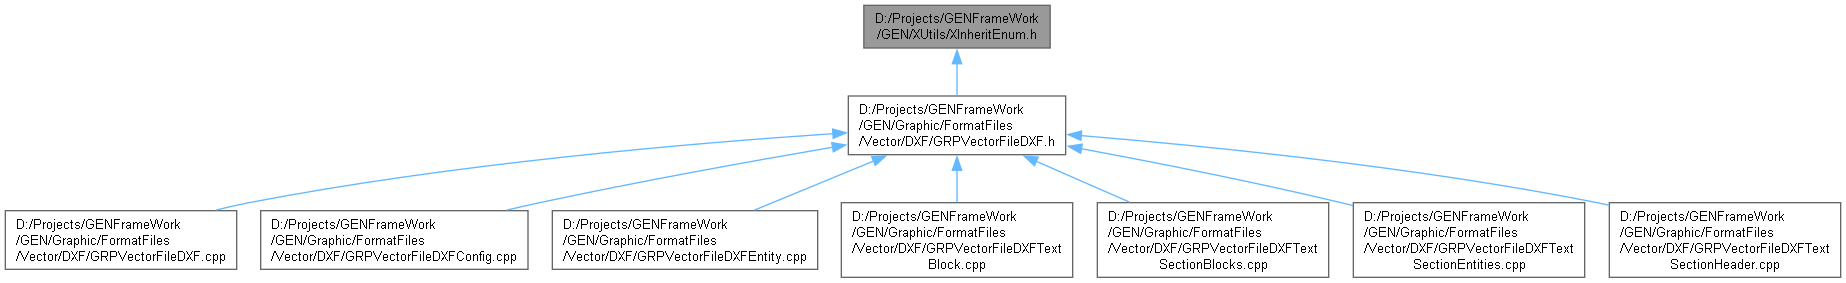 D:/Projects/GENFrameWork
/GEN/XUtils/XInheritEnum.h
D:/Projects/GENFrameWork
/GEN/Graphic/FormatFiles
/Vector/DXF/GRPVectorFileDXF.h
D:/Projects/GENFrameWork
/GEN/Graphic/FormatFiles
/Vector/DXF/GRPVectorFileDXF.cpp
D:/Projects/GENFrameWork
/GEN/Graphic/FormatFiles
/Vector/DXF/GRPVectorFileDXFConfig.cpp
D:/Projects/GENFrameWork
/GEN/Graphic/FormatFiles
/Vector/DXF/GRPVectorFileDXFEntity.cpp
D:/Projects/GENFrameWork
/GEN/Graphic/FormatFiles
/Vector/DXF/GRPVectorFileDXFText
Block.cpp
D:/Projects/GENFrameWork
/GEN/Graphic/FormatFiles
/Vector/DXF/GRPVectorFileDXFText
SectionBlocks.cpp
D:/Projects/GENFrameWork
/GEN/Graphic/FormatFiles
/Vector/DXF/GRPVectorFileDXFText
SectionEntities.cpp
D:/Projects/GENFrameWork
/GEN/Graphic/FormatFiles
/Vector/DXF/GRPVectorFileDXFText
SectionHeader.cpp